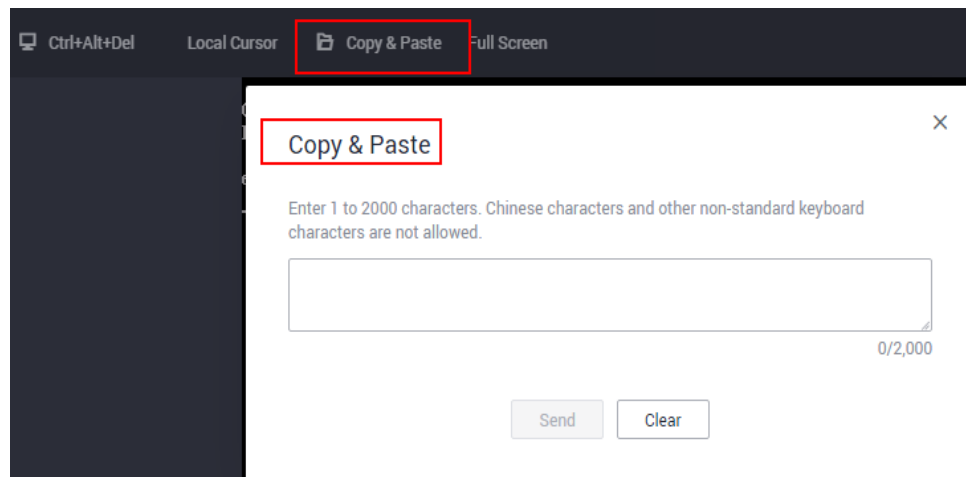 Ctrl+Alt+Del Local Cursor Copy & Paste Full Screen
Copy & Paste
Enter 1 to 2000 characters. Chinese characters and other non-standard keyboard
characters are not allowed.
0/2,000
Send Clear